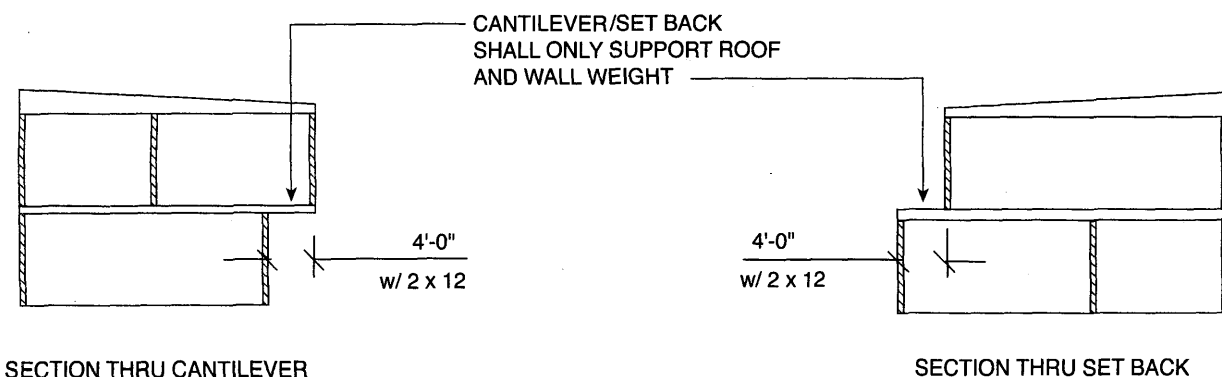 CANTILEVER/SET BACK
SHALL ONLY SUPPORT ROOF
AND WALL WEIGHT
4'-0"
w/ 2 x 12
4'-0"
w/ 2 x 12
SECTION THRU CANTILEVER
SECTION THRU SET BACK